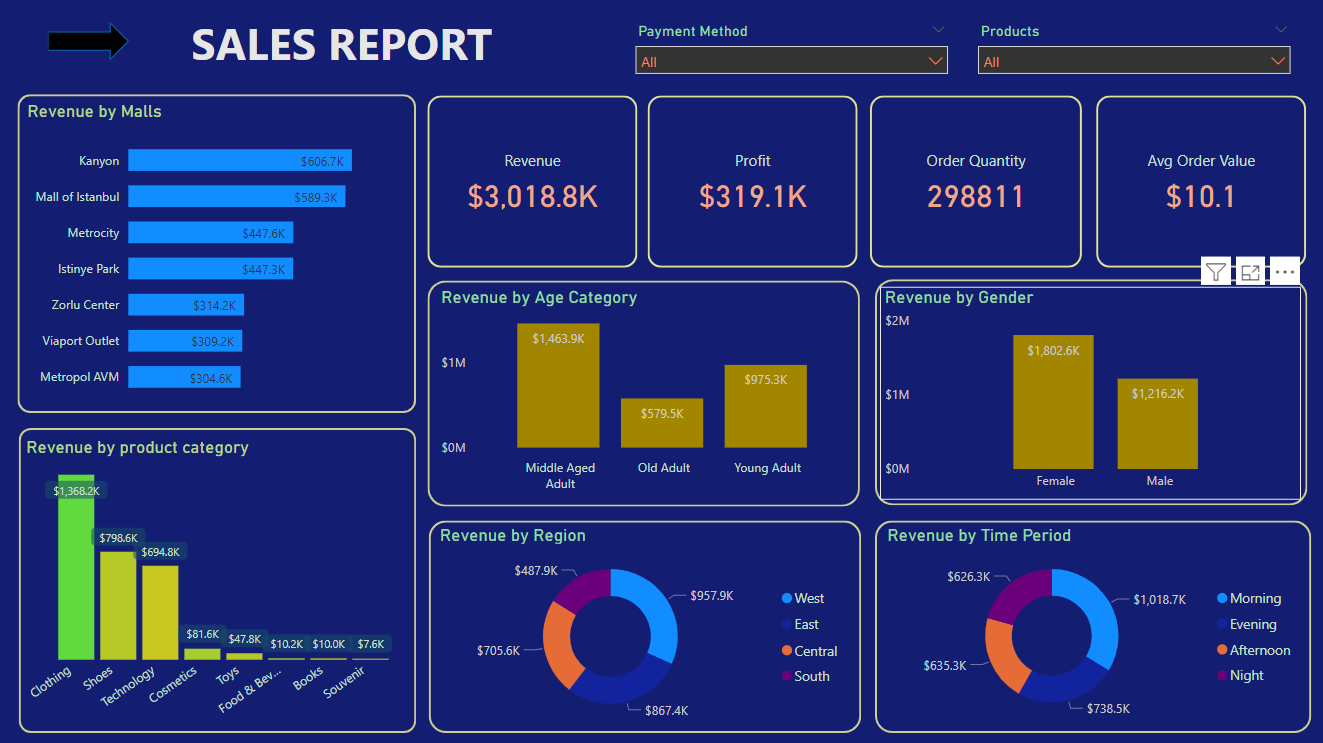 SALES REPORT
Payment Method
All
Products
All
Revenue by Malls
Kanyon $606.7K
Mall of Istanbul $589.3K
Metrocity $447.6K
Istinye Park $447.3K
Zorlu Center $314.2K
Viaport Outlet $309.2K
Metropol AVM $304.6K
Revenue
$3,018.8K
Profit
$319.1K
Order Quantity
298811
Avg Order Value
$10.1
Revenue by Age Category
$1M
$0M
$1,463.9K
$579.5K
$975.3K
Middle Aged
Adult
Old Adult
Young Adult
Revenue by Gender
$2M
$1M
$0M
$1,802.6K
$1,216.2K
Female
Male
Revenue by product category
$1,368.2K
$798.6K
$694.8K
$81.6K
$47.8K
$10.2K
$10.0K
$7.6K
Clothing
Shoes
Technology
Cosmetics
Toys
Food & Bev...
Books
Souvenir
Revenue by Region
$487.9K
$957.9K
$705.6K
$867.4K
West
East
Central
South
Revenue by Time Period
$626.3K
$1,018.7K
$635.3K
$738.5K
Morning
Evening
Afternoon
Night